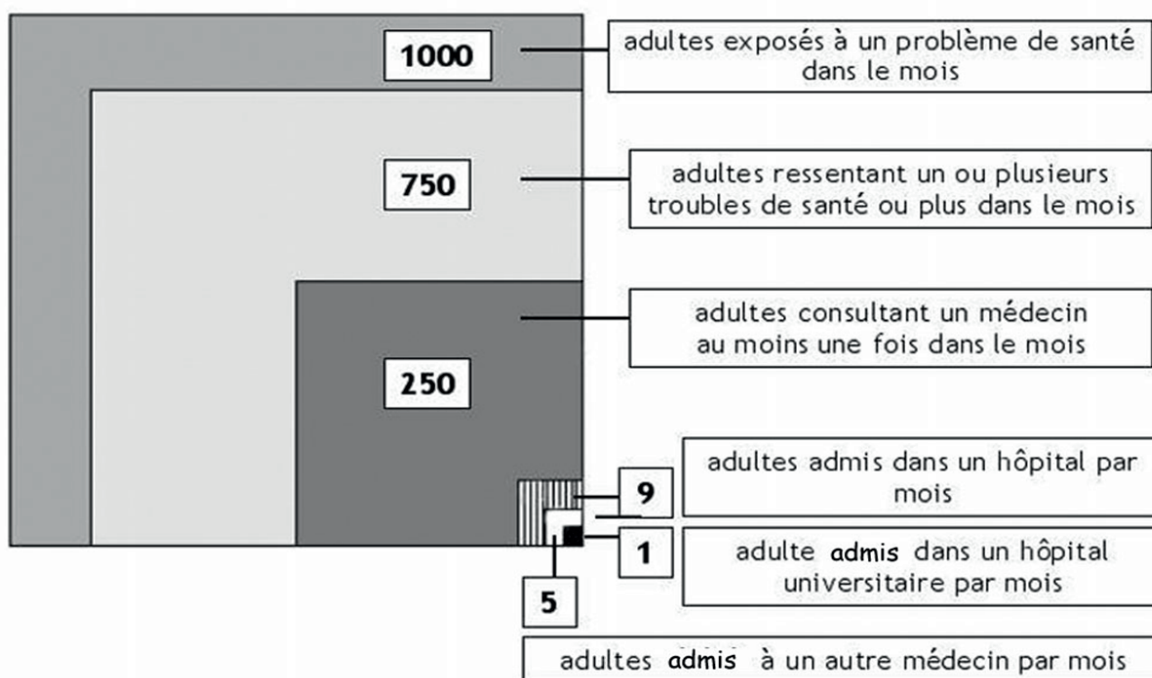 1000
adultes exposés à un problème de santé
dans le mois
750
adultes ressentant un ou plusieurs
troubles de santé ou plus dans le mois
adultes consultant un médecin
au moins une fois dans le mois
250
9
adultes admis dans un hôpital par
mois
1
adulte admis dans un hôpital
universitaire par mois
5
adultes admis à un autre médecin par mois